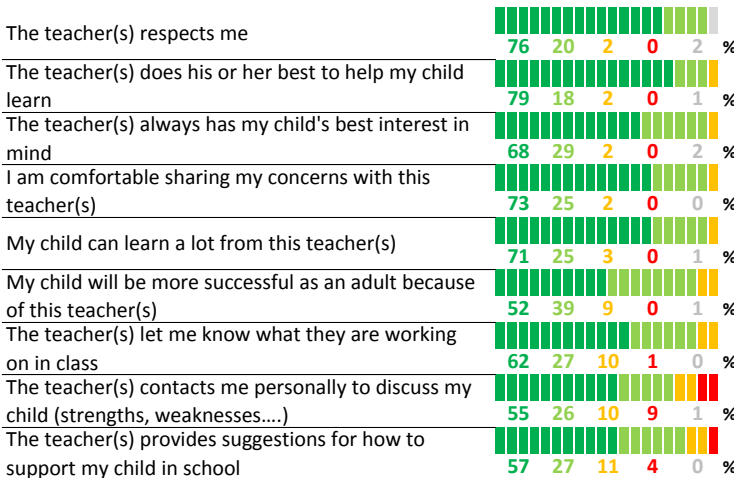 The teacher(s) respects me
76 20 2 0 2 %
The teacher(s) does his or her best to help my child
learn
79 18 2 0 1 %
The teacher(s) always has my child's best interest in
mind
68 29 2 0 2 %
I am comfortable sharing my concerns with this
teacher(s)
73 25 2 0 0 %
My child can learn a lot from this teacher(s)
71 25 3 0 1 %
My child will be more successful as an adult because
of this teacher(s)
52 39 9 0 1 %
The teacher(s) let me know what they are working
on in class
62 27 10 1 0 %
The teacher(s) contacts me personally to discuss my
child (strengths, weaknesses....)
55 26 10 9 1 %
The teacher(s) provides suggestions for how to
support my child in school
57 27 11 4 0 %